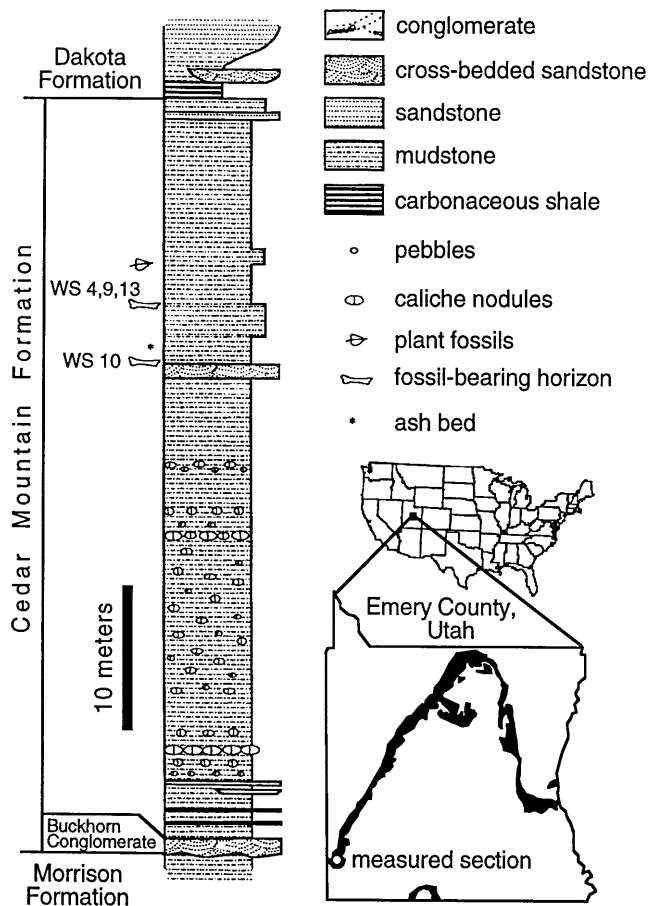 Dakota
Formation
Cedar Mountain Formation
WS 4,9,13
WS 10
10 meters
Buckhorn
Conglomerate
Morrison
Formation
conglomerate
cross-bedded sandstone
sandstone
mudstone
carbonaceous shale
pebbles
caliche nodules
plant fossils
fossil-bearing horizon
ash bed
Emery County,
Utah
measured section